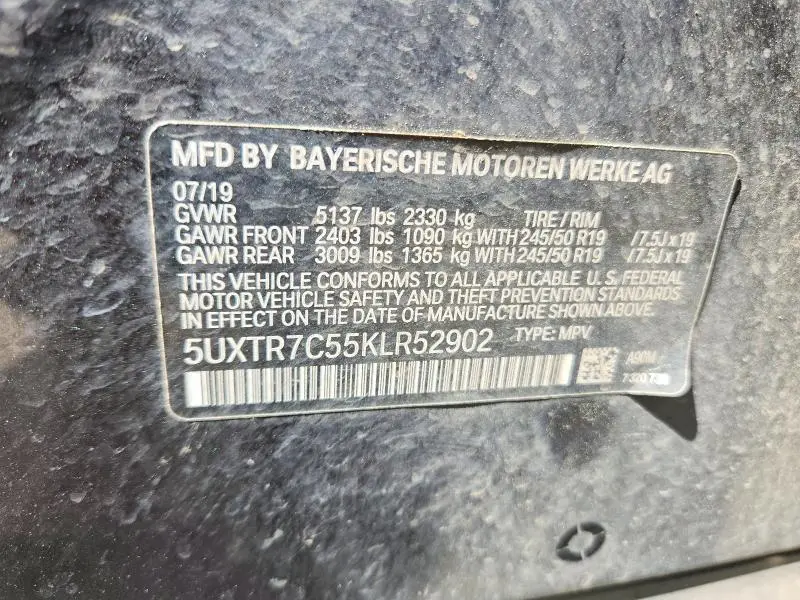 MFD BY BAYERISCHE MOTOREN WERKE AG
07/19
GVWR 5137 lbs 2330 kg TIRE / RIM
GAWR FRONT 2403 lbs 1090 kg WITH 245/50 R19 /7.5J x 19
GAWR REAR 3009 lbs 1365 kg WITH 245/50 R19 /7.5J x 19
THIS VEHICLE CONFORMS TO ALL APPLICABLE U. S. FEDERAL
MOTOR VEHICLE SAFETY AND THEFT PREVENTION STANDARDS
IN EFFECT ON THE DATE OF MANUFACTURE SHOWN ABOVE.
5UXTR7C55KLR52902 TYPE: MPV
A90M